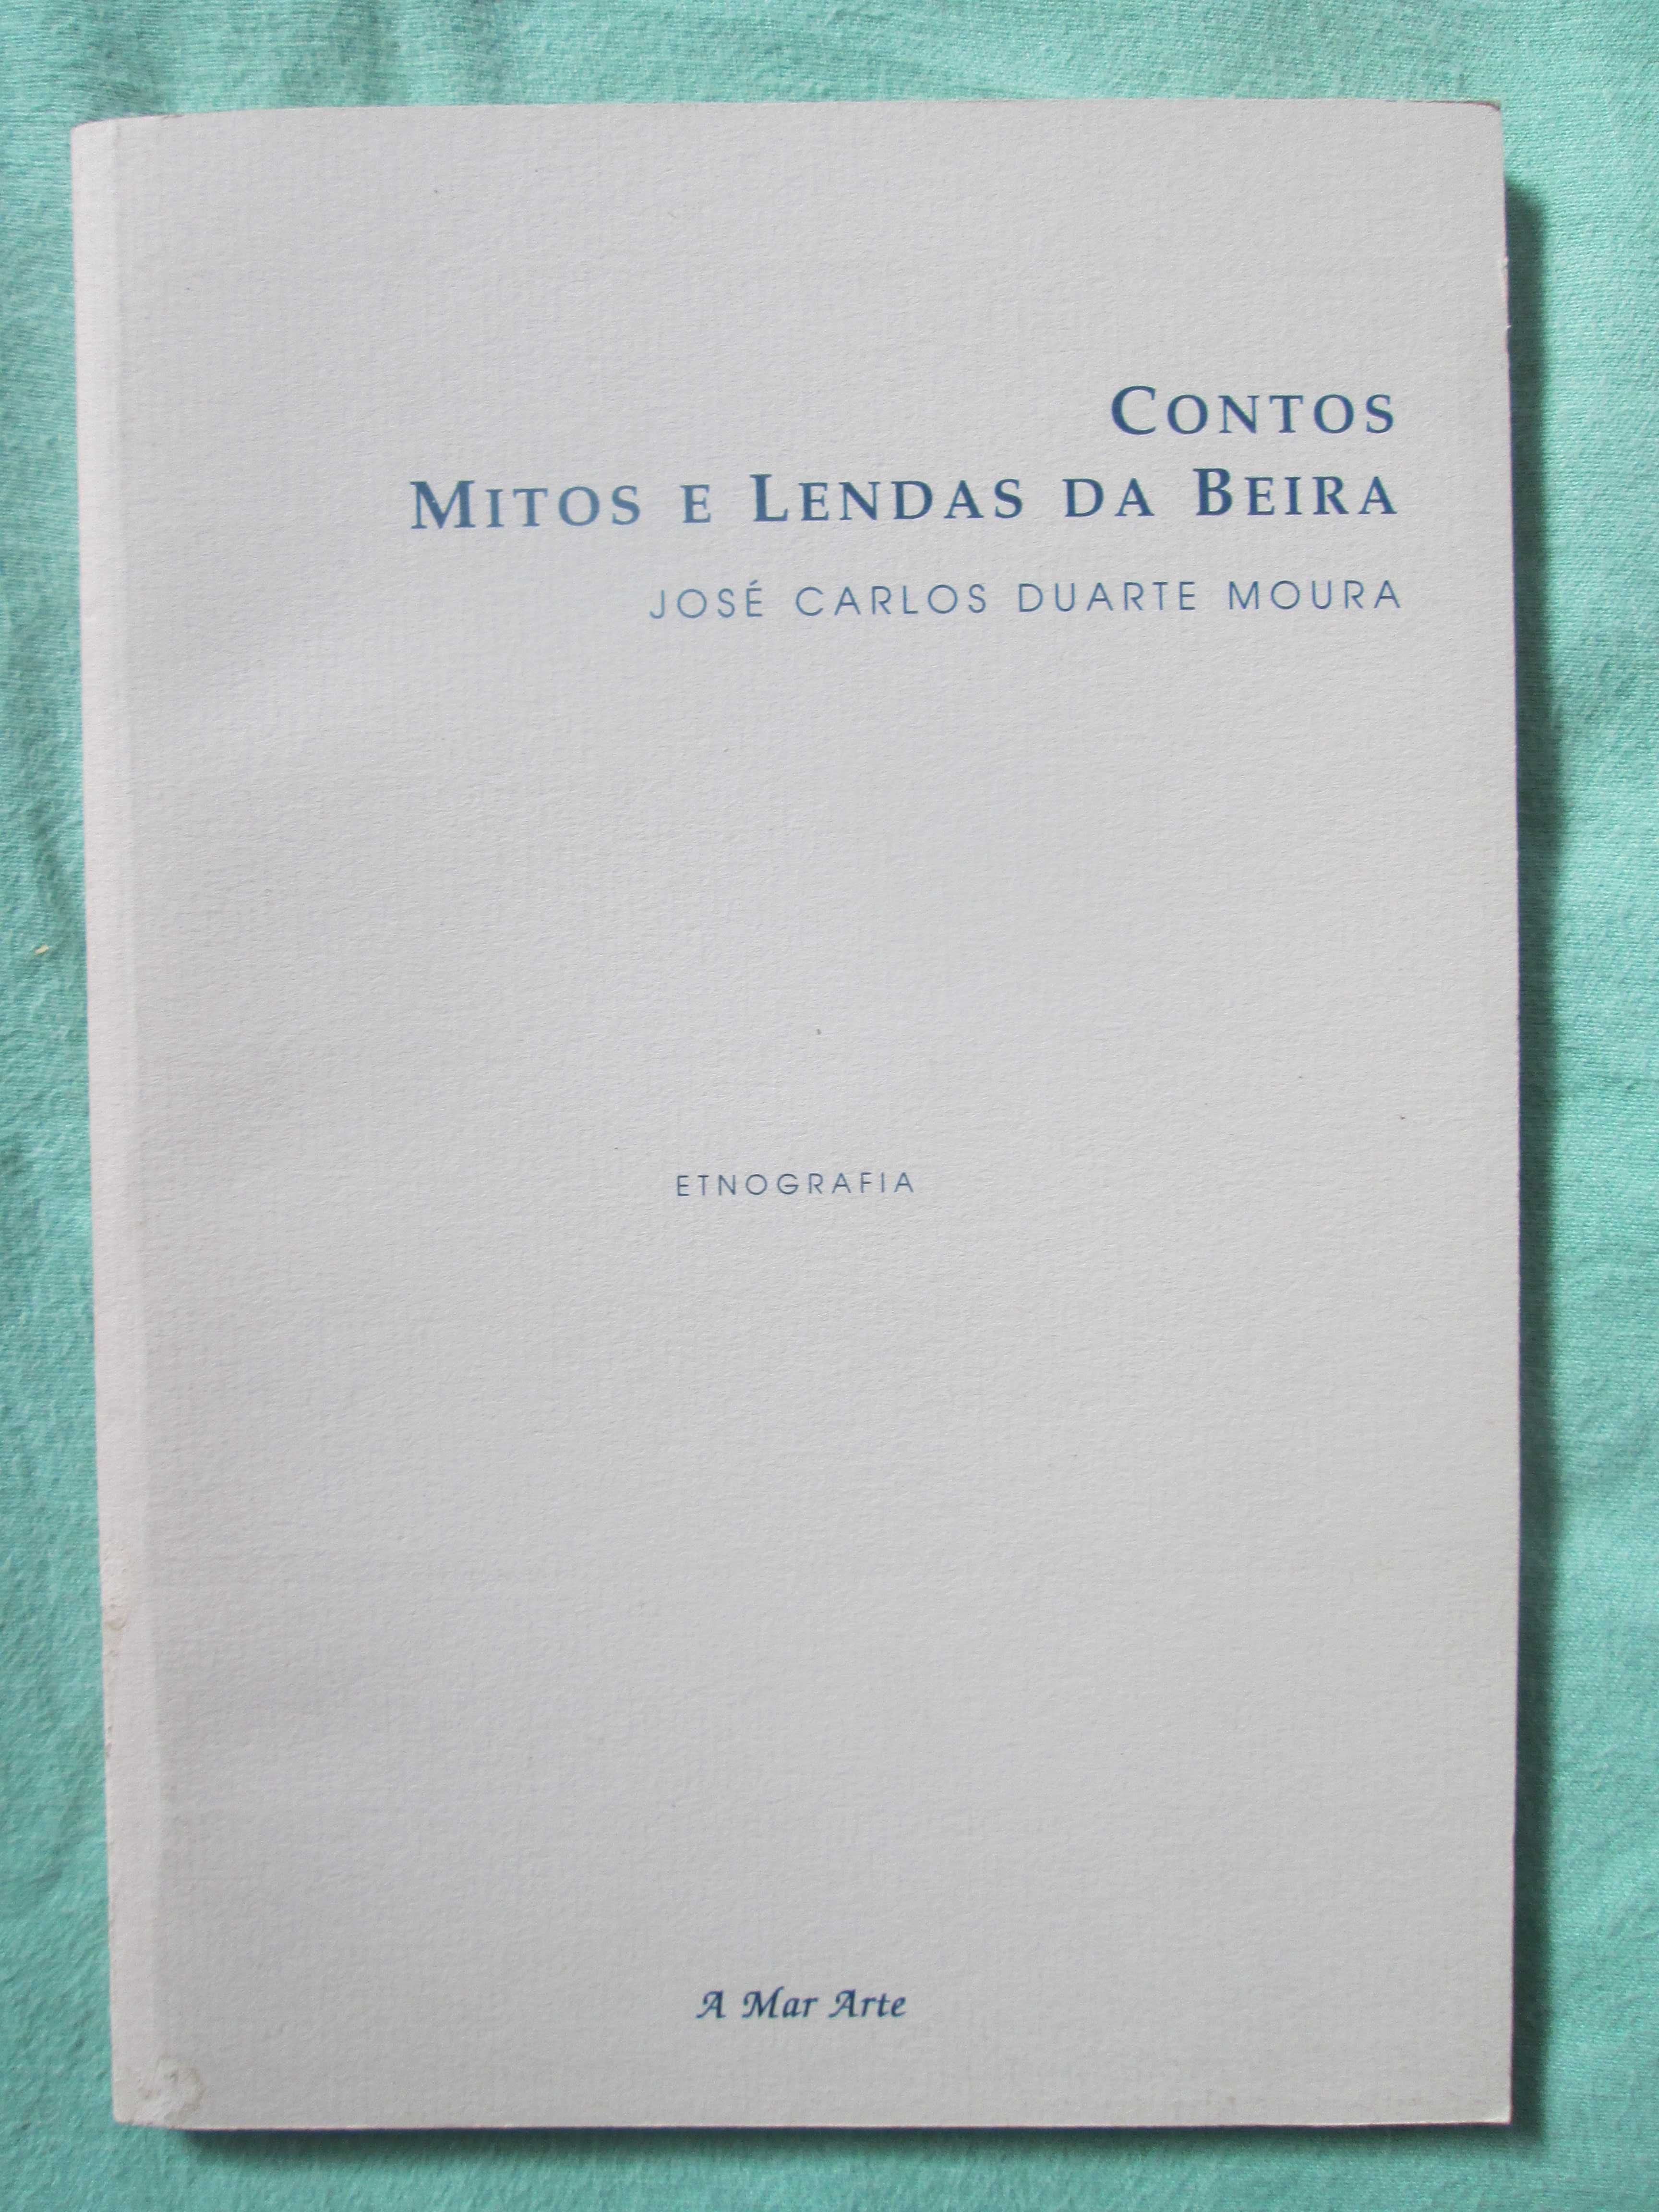 CONTOS
MITOS E LENDAS DA BEIRA
JOSÉ CARLOS DUARTE MOURA
ETNOGRAFIA
A Mar Arte